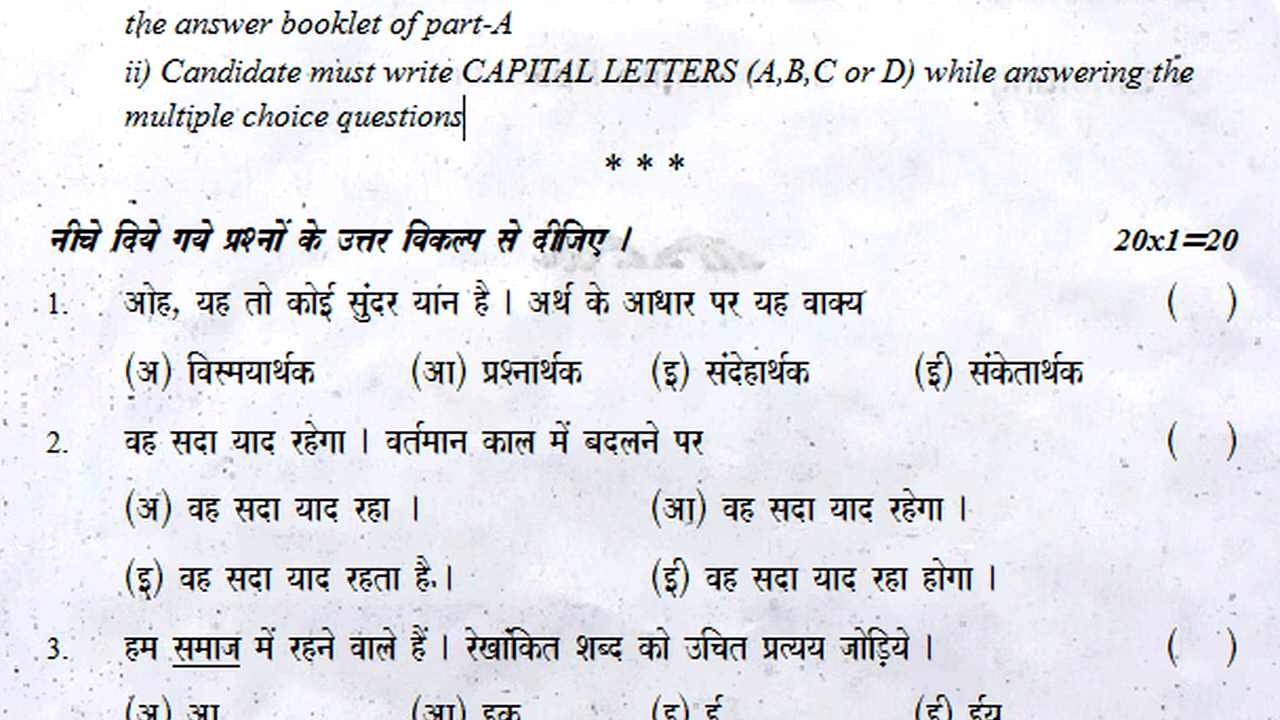 the answer booklet of part-A
ii) Candidate must write CAPITAL LETTERS (A,B,C or D) while answering the
multiple choice questions
* * *
नीचे दिये गये प्रश्नों के उत्तर विकल्प से दीजिए । 20x1=20
1. ओह, यह तो कोई सुंदर यान है । अर्थ के आधार पर यह वाक्य ( )
(अ) विस्मयार्थक (आ) प्रश्नार्थक (इ) संदेहार्थक (ई) संकेतार्थक
2. वह सदा याद रहेगा । वर्तमान काल में बदलने पर ( )
(अ) वह सदा याद रहा । (आ) वह सदा याद रहेगा ।
(इ) वह सदा याद रहता है । (ई) वह सदा याद रहा होगा ।
3. हम समाज में रहने वाले हैं । रेखांकित शब्द को उचित प्रत्यय जोड़िये । ( )
(अ) आ (आ) इक (इ) ई (ई) ईय